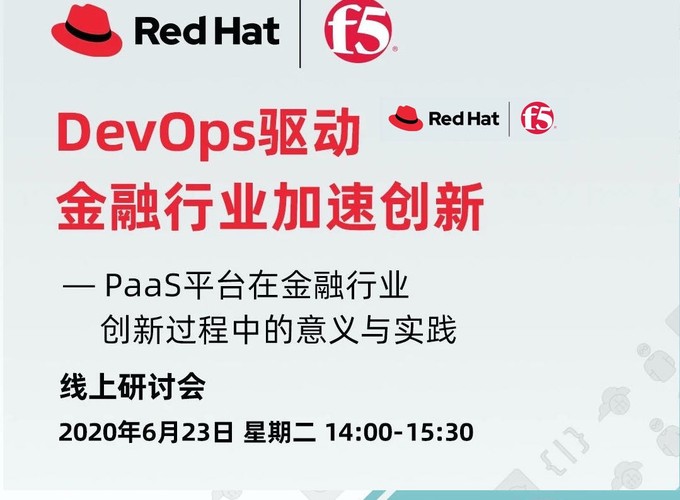 Red Hat f5
DevOps驱动
Red Hat f5
金融行业加速创新
— PaaS平台在金融行业
创新过程中的意义与实践
线上研讨会
2020年6月23日 星期二 14:00-15:30